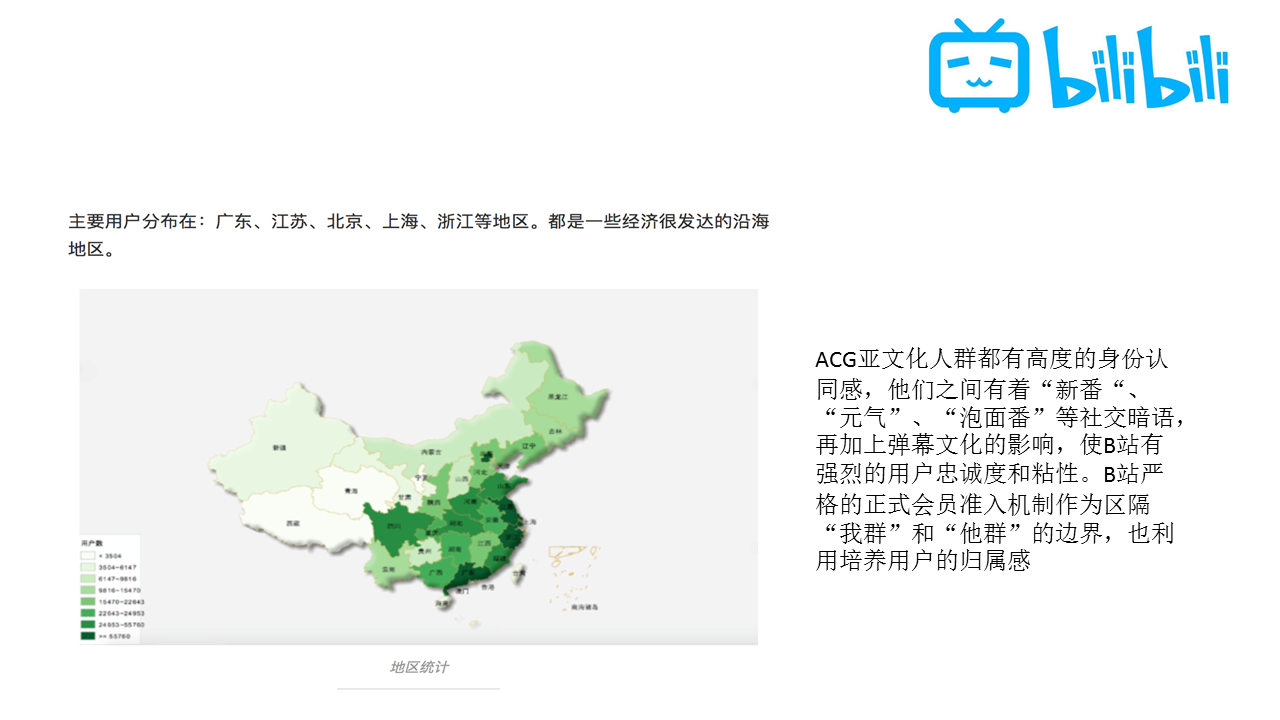 bilibili
主要用户分布在：广东、江苏、北京、上海、浙江等地区。都是一些经济很发达的沿海
地区。
黑龙江
吉林
辽宁
新疆
内蒙古
北京
天津
河北
宁夏
山西
青海
甘肃
山东
陕西
河南
江苏
西藏
四川
湖北
安徽
上海
重庆
浙江
贵州
湖南
江西
福建
云南
广西
广东
台湾
香港
澳门
海南
南海诸岛
用户数
< 3504
3504~6147
6147~9816
9816~15470
15470~22643
22643~24953
24953~55760
>= 55760
地区统计
ACG亚文化人群都有高度的身份认
同感，他们之间有着“新番“、
“元气”、“泡面番”等社交暗语，
再加上弹幕文化的影响，使B站有
强烈的用户忠诚度和粘性。B站严
格的正式会员准入机制作为区隔
“我群”和“他群”的边界，也利
用培养用户的归属感